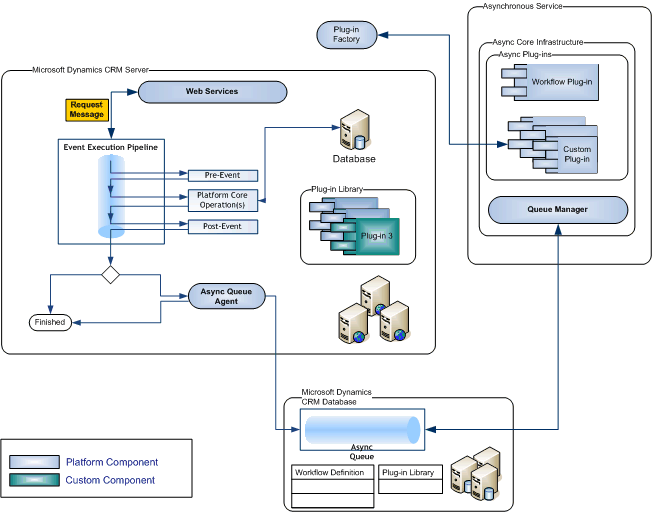 Asynchronous Service
Plug-in
Factory
Async Core Infrastructure
Async Plug-ins
Workflow Plug-in
Custom
Plug-in
Queue Manager
Microsoft Dynamics CRM Server
Web Services
Request
Message
Event Execution Pipeline
Pre-Event
Platform Core
Operation(s)
Post-Event
Database
Plug-in Library
Plug-in 3
Async Queue
Agent
Finished
Microsoft Dynamics
CRM Database
Async
Queue
Workflow Definition
Plug-in Library
Platform Component
Custom Component